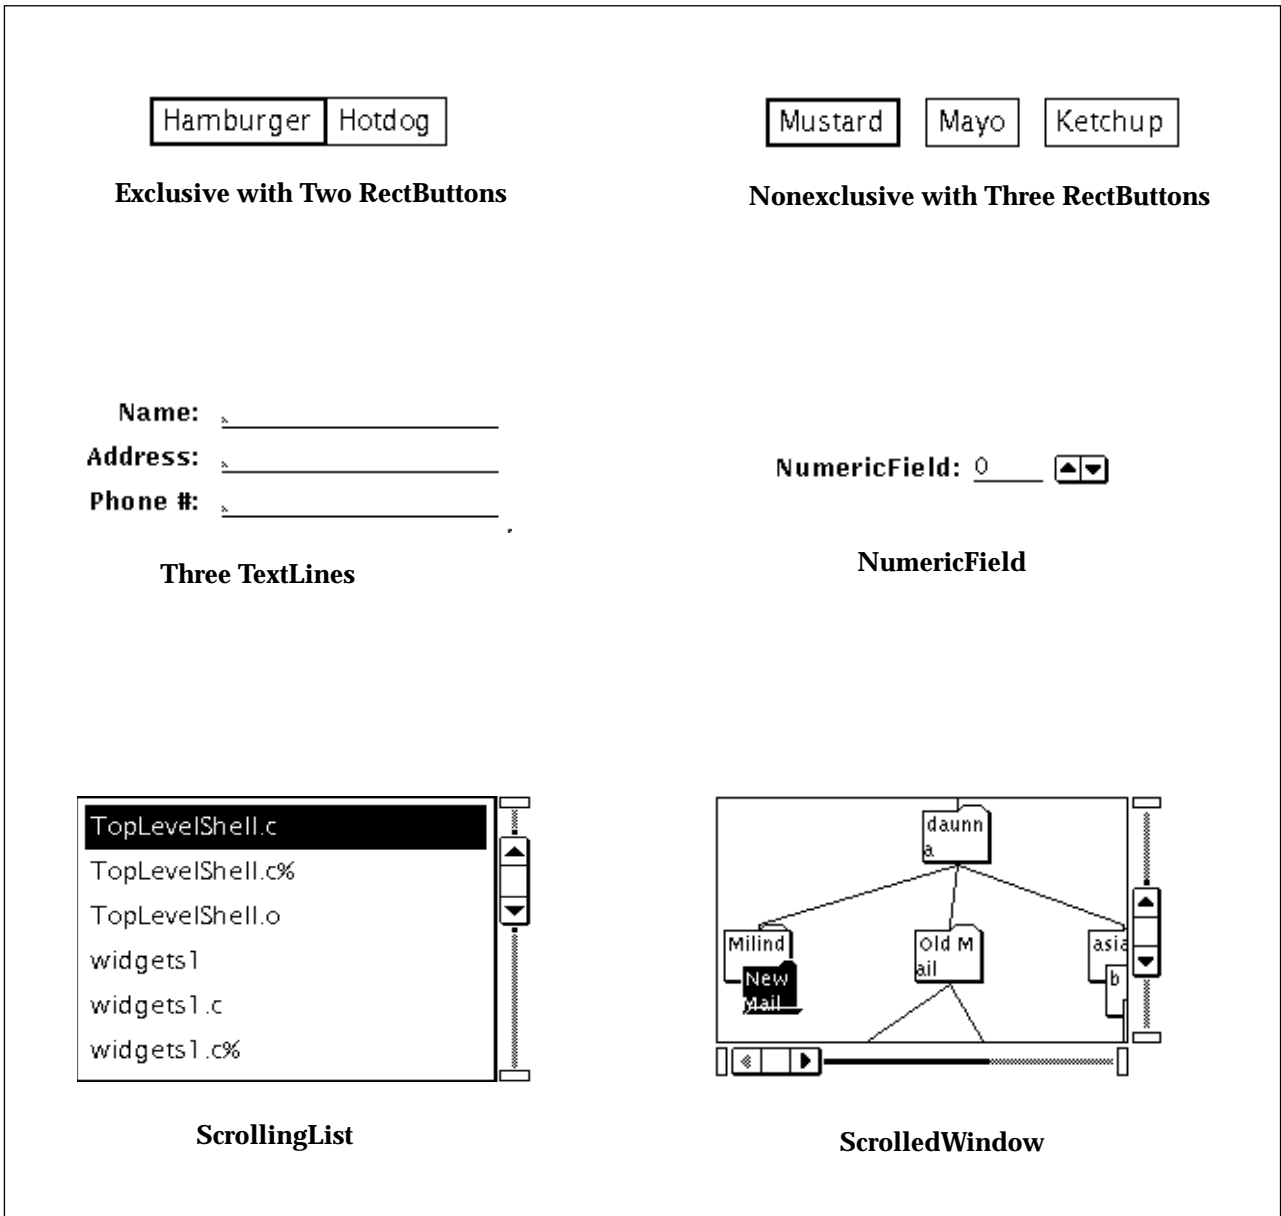 Hamburger Hotdog
Mustard Mayo Ketchup
Exclusive with Two RectButtons
Nonexclusive with Three RectButtons
Name:
Address:
Phone #:
NumericField: 0
Three TextLines
NumericField
TopLevelShell.c
TopLevelShell.c%
TopLevelShell.o
widgets1
widgets1.c
widgets1.c%
ScrollingList
daunn
a
Milind
Old M
ail
asia
New
Mail
b
ScrolledWindow